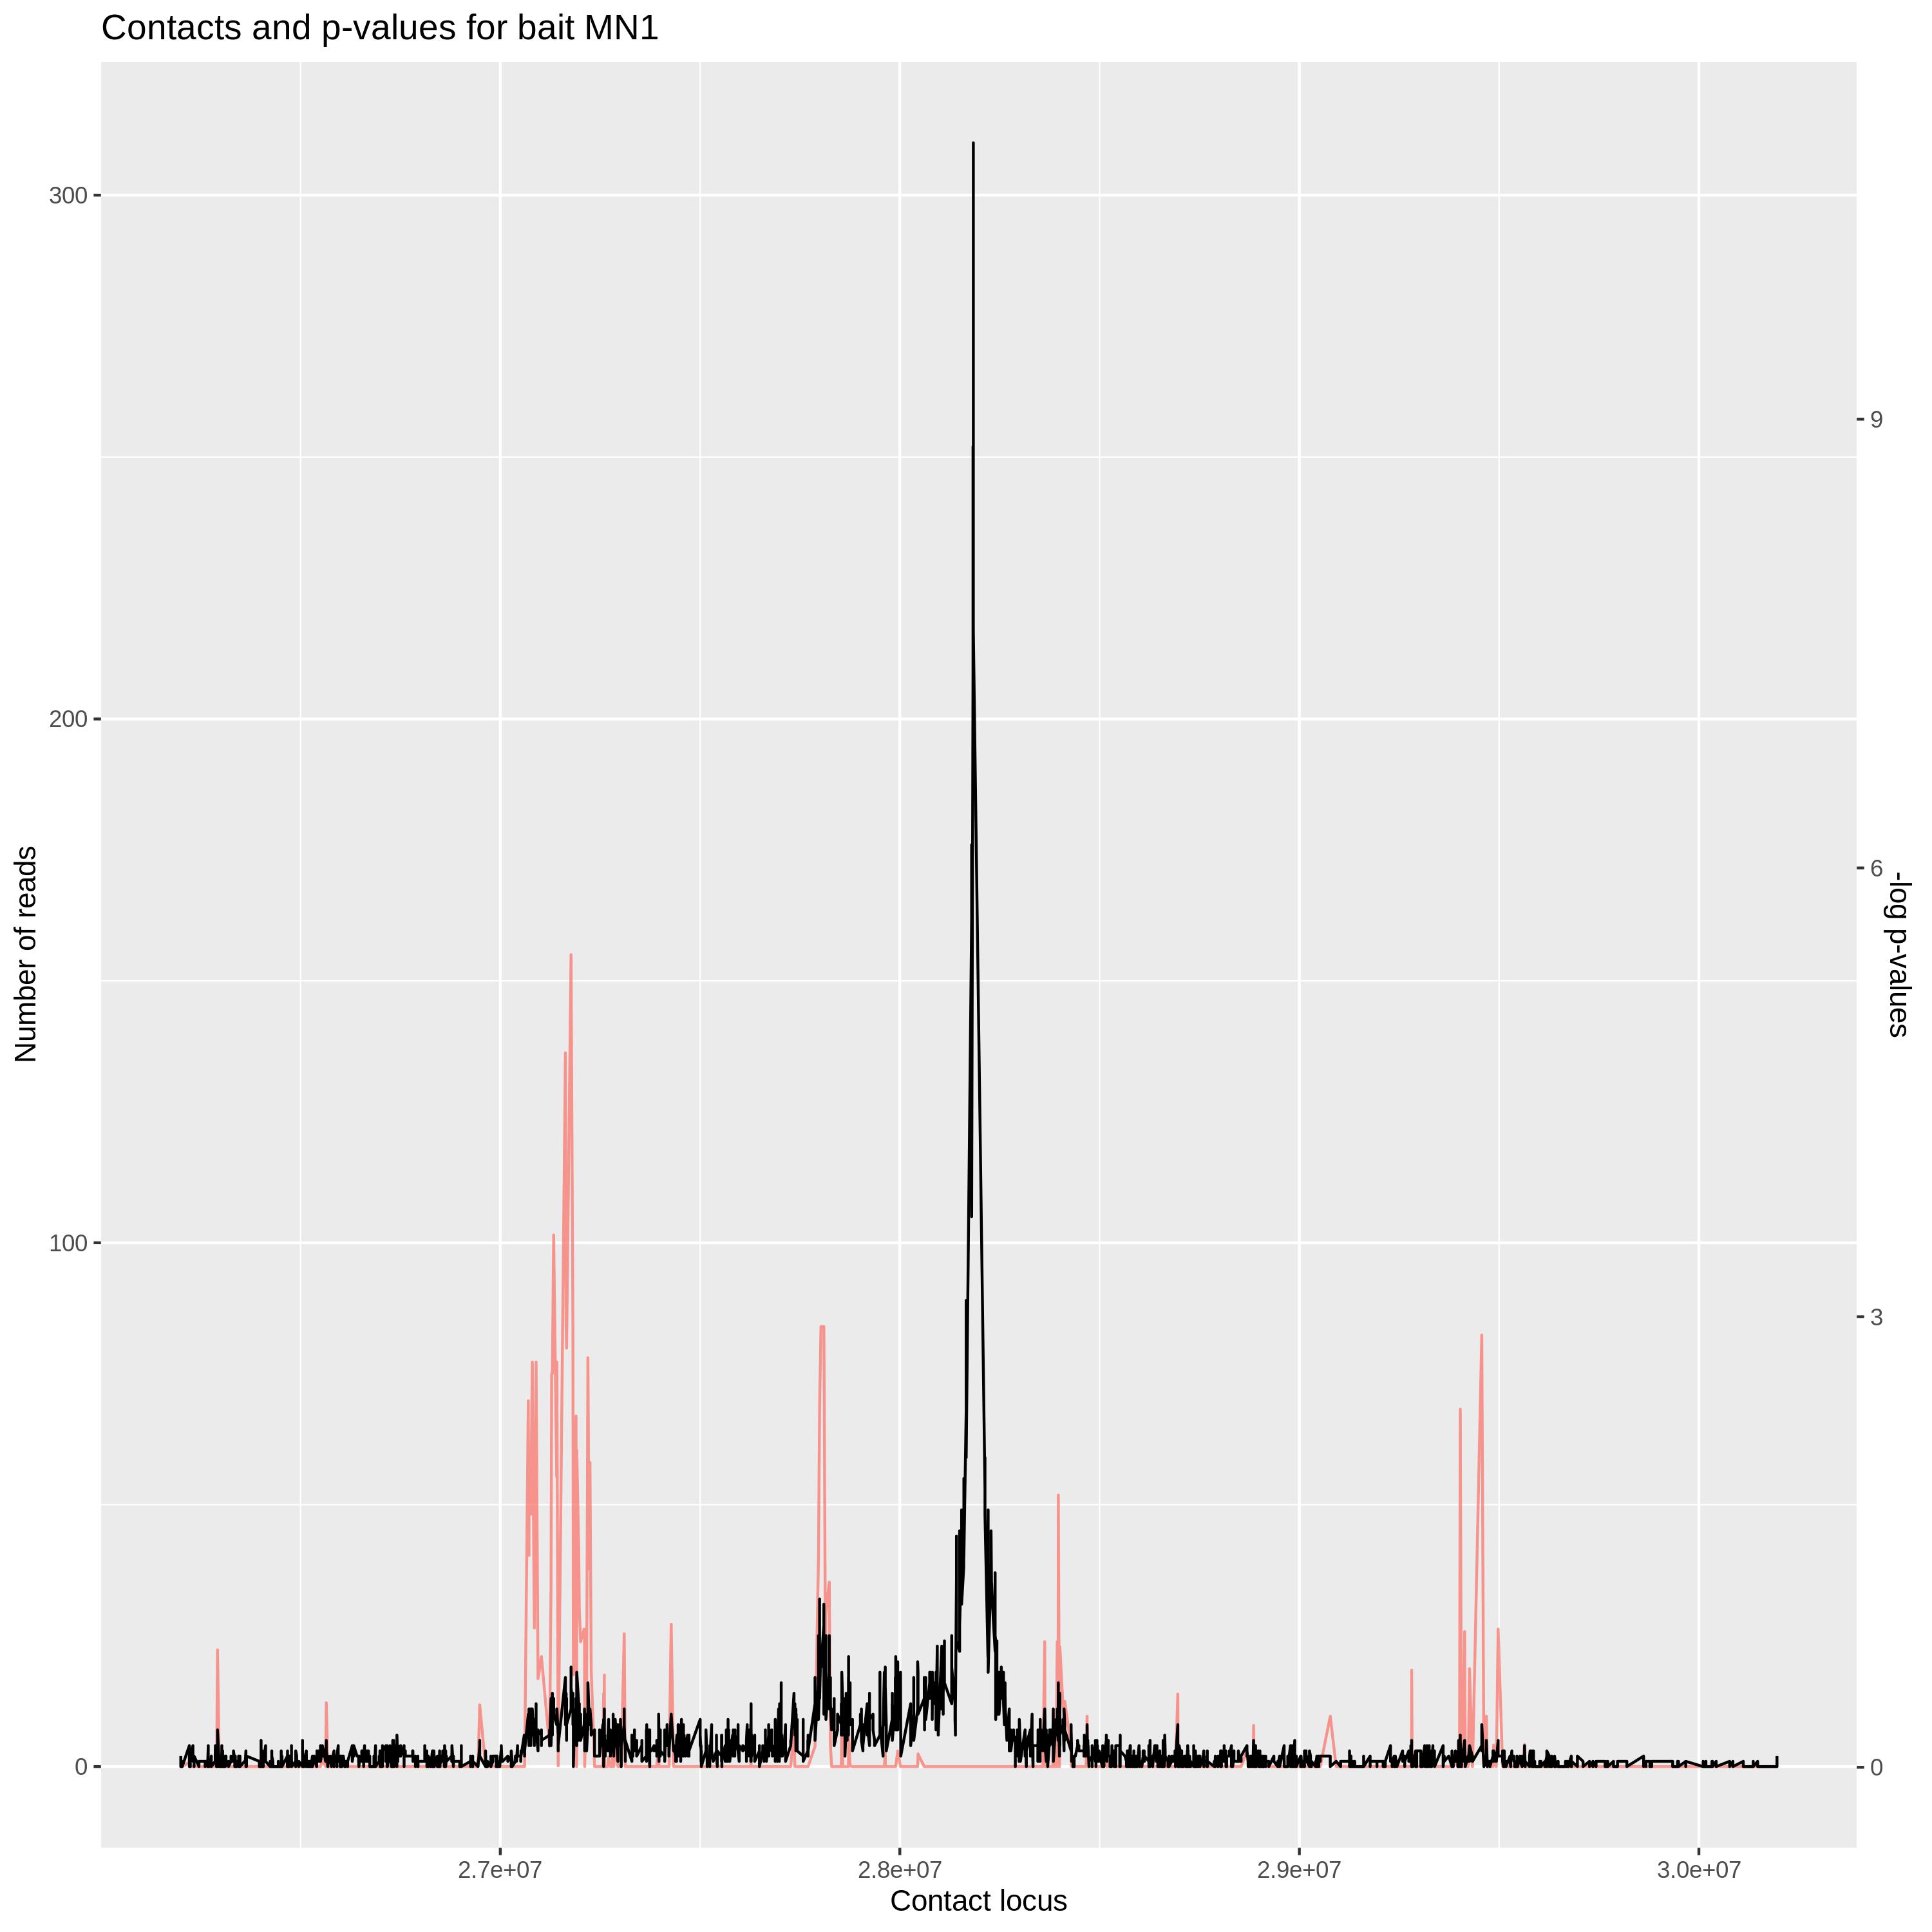 Contacts and p-values for bait MN1
300
200
100
0
Number of reads
9
6
3
0
-log p-values
2.7e+07
2.8e+07
2.9e+07
3.0e+07
Contact locus